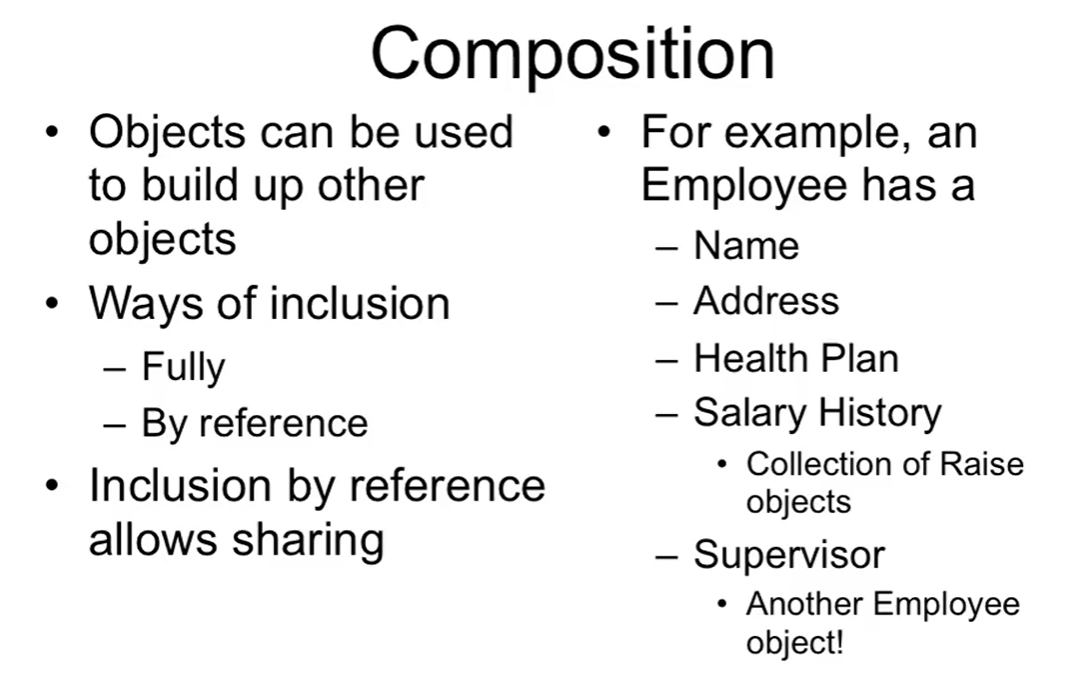 Composition
• Objects can be used
to build up other
objects
• Ways of inclusion
– Fully
– By reference
• Inclusion by reference
allows sharing
• For example, an
Employee has a
– Name
– Address
– Health Plan
– Salary History
• Collection of Raise
objects
– Supervisor
• Another Employee
object!